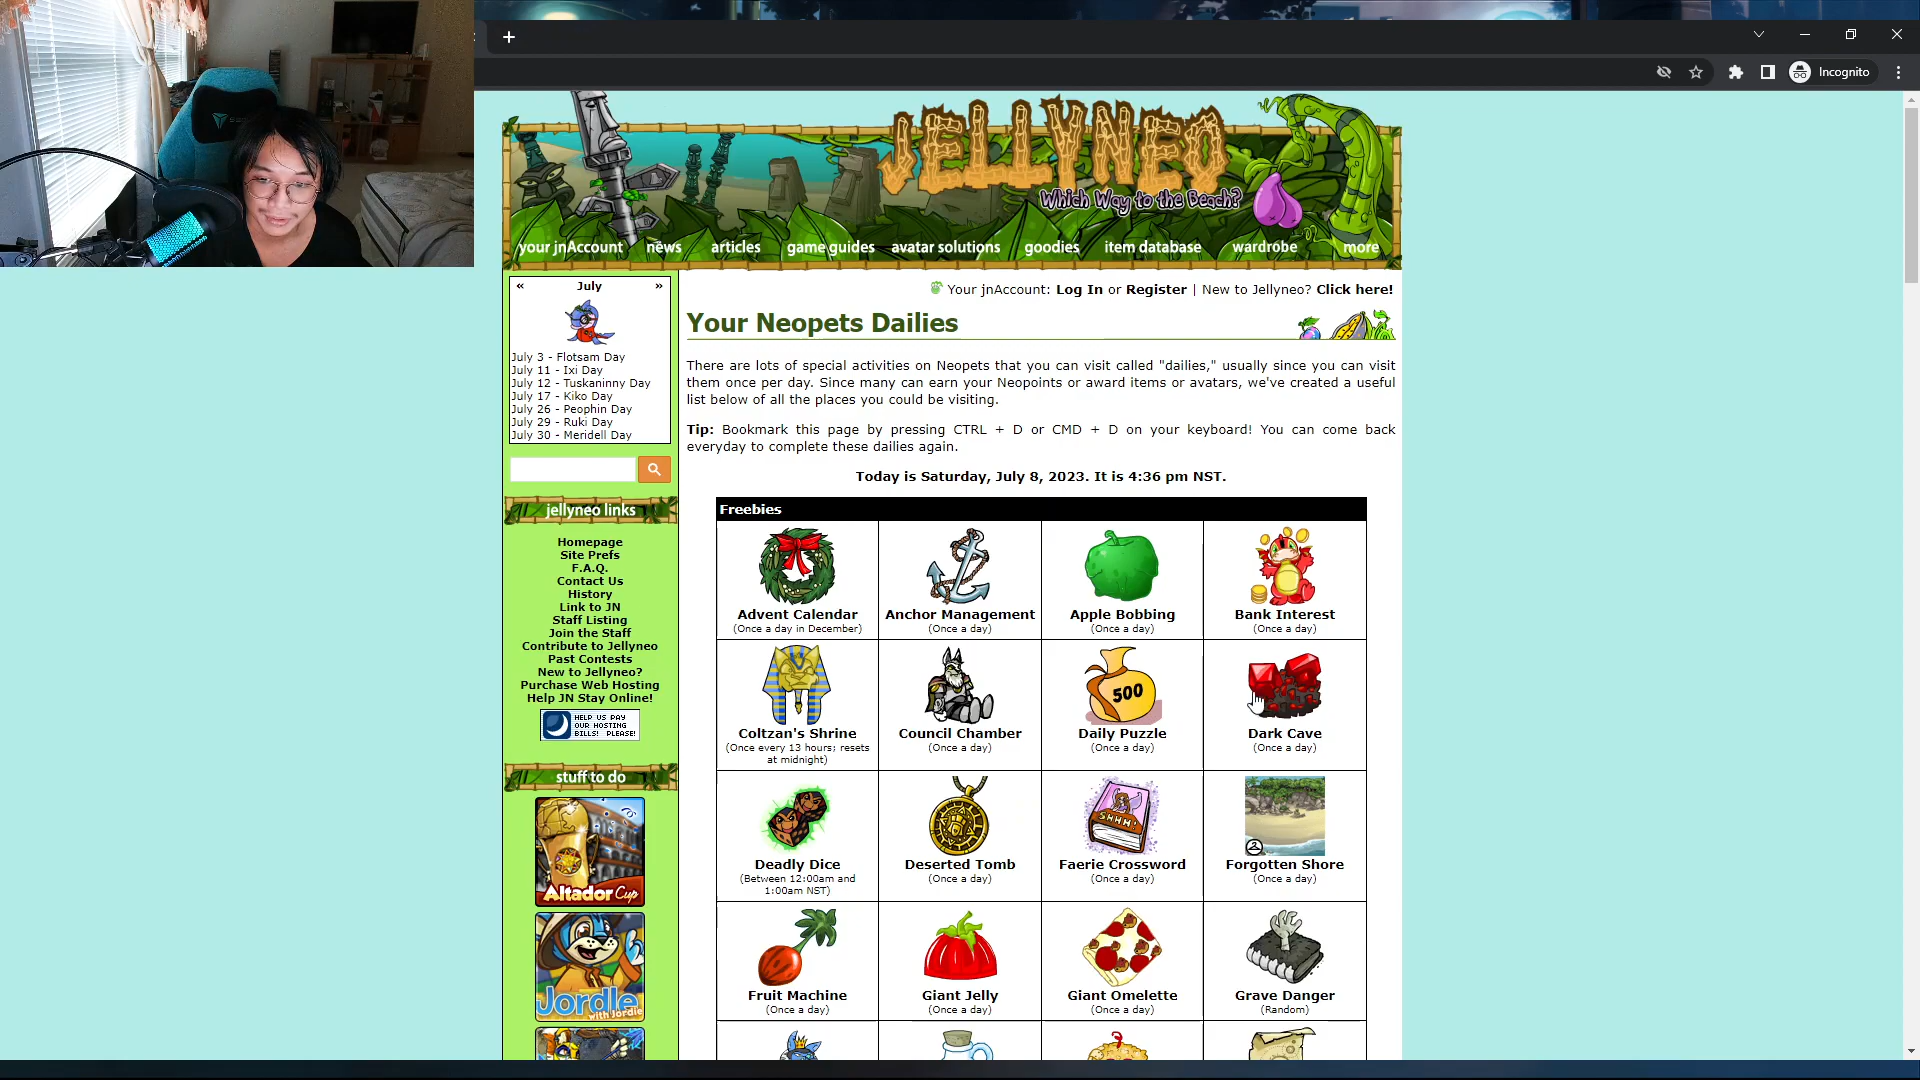 Incognito
JELLYNEO
Which Way to the Beach?
your jnAccount news articles game guides avatar solutions goodies item database wardrobe more
« July »
July 3 - Flotsam Day
July 11 - Ixi Day
July 12 - Tuskaninny Day
July 17 - Kiko Day
July 26 - Peophin Day
July 29 - Ruki Day
July 30 - Meridell Day
jellyneo links
Homepage
Site Prefs
F.A.Q.
Contact Us
History
Link to JN
Staff Listing
Join the Staff
Contribute to Jellyneo
Past Contests
New to Jellyneo?
Purchase Web Hosting
Help JN Stay Online!
HELP US PAY
OUR HOSTING
BILLS! PLEASE!
stuff to do
Altador Cup
Jordle
with Jordie
Your jnAccount: Log In or Register | New to Jellyneo? Click here!
Your Neopets Dailies
There are lots of special activities on Neopets that you can visit called "dailies," usually since you can visit
them once per day. Since many can earn your Neopoints or award items or avatars, we've created a useful
list below of all the places you could be visiting.
Tip: Bookmark this page by pressing CTRL + D or CMD + D on your keyboard! You can come back
everyday to complete these dailies again.
Today is Saturday, July 8, 2023. It is 4:36 pm NST.
Freebies
Advent Calendar
(Once a day in December)
Anchor Management
(Once a day)
Apple Bobbing
(Once a day)
Bank Interest
(Once a day)
Coltzan's Shrine
(Once every 13 hours; resets
at midnight)
Council Chamber
(Once a day)
500
Daily Puzzle
(Once a day)
Dark Cave
(Once a day)
Deadly Dice
(Between 12:00am and
1:00am NST)
Deserted Tomb
(Once a day)
SHHH!
Faerie Crossword
(Once a day)
Forgotten Shore
(Once a day)
Fruit Machine
(Once a day)
Giant Jelly
(Once a day)
Giant Omelette
(Once a day)
Grave Danger
(Random)